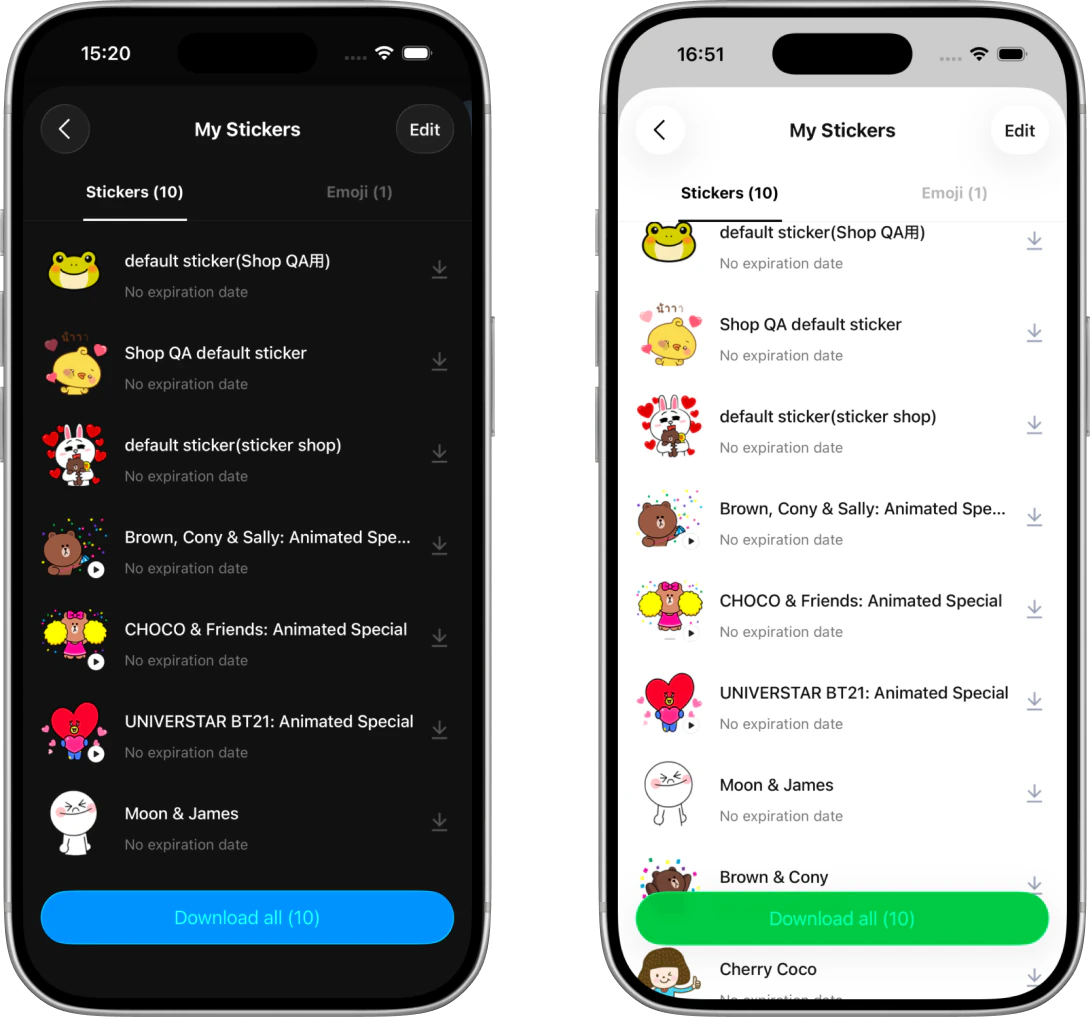 15:20
My Stickers
Edit
Stickers (10)
Emoji (1)
default sticker(Shop QA用)
No expiration date
น้าาา
Shop QA default sticker
No expiration date
default sticker(sticker shop)
No expiration date
Brown, Cony & Sally: Animated Spe...
No expiration date
CHOCO & Friends: Animated Special
No expiration date
UNIVERSTAR BT21: Animated Special
No expiration date
Moon & James
No expiration date
Download all (10)
16:51
My Stickers
Edit
Stickers (10)
Emoji (1)
default sticker(Shop QA用)
No expiration date
น้าาา
Shop QA default sticker
No expiration date
default sticker(sticker shop)
No expiration date
Brown, Cony & Sally: Animated Spe...
No expiration date
CHOCO & Friends: Animated Special
No expiration date
UNIVERSTAR BT21: Animated Special
No expiration date
Moon & James
No expiration date
Brown & Cony
Download all (10)
Cherry Coco
No expiration date